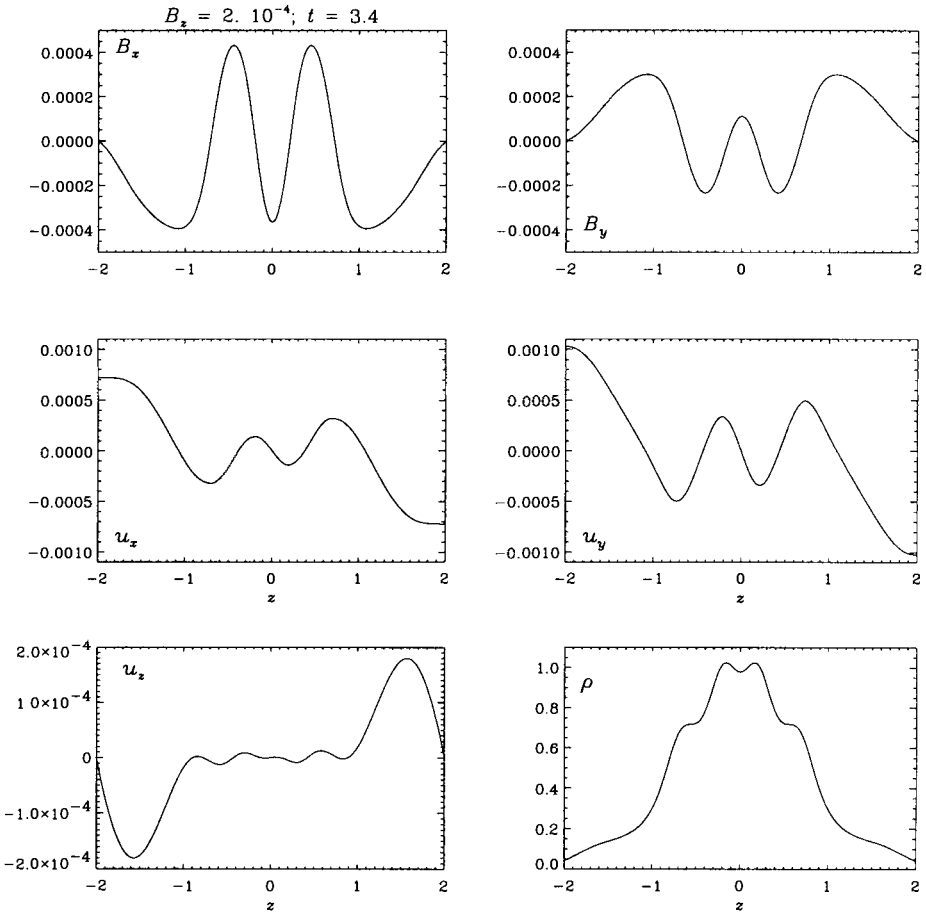 B_z = 2. 10^−4; t = 3.4
B_x
0.0004
0.0002
0.0000
−0.0002
−0.0004
−2 −1 0 1 2
B_y
0.0004
0.0002
0.0000
−0.0002
−0.0004
−2 −1 0 1 2
u_x
0.0010
0.0005
0.0000
−0.0005
−0.0010
−2 −1 0 1 2
z
u_y
0.0010
0.0005
0.0000
−0.0005
−0.0010
−2 −1 0 1 2
z
u_z
2.0×10^−4
1.0×10^−4
0
−1.0×10^−4
−2.0×10^−4
−2 −1 0 1 2
z
ρ
1.0
0.8
0.6
0.4
0.2
0.0
−2 −1 0 1 2
z